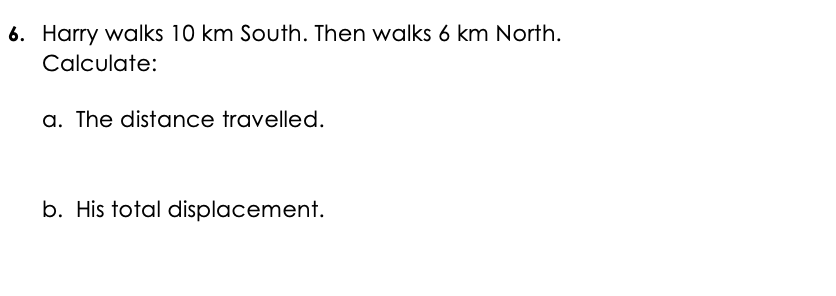 6. Harry walks 10 km South. Then walks 6 km North.
Calculate:
a. The distance travelled.
b. His total displacement.